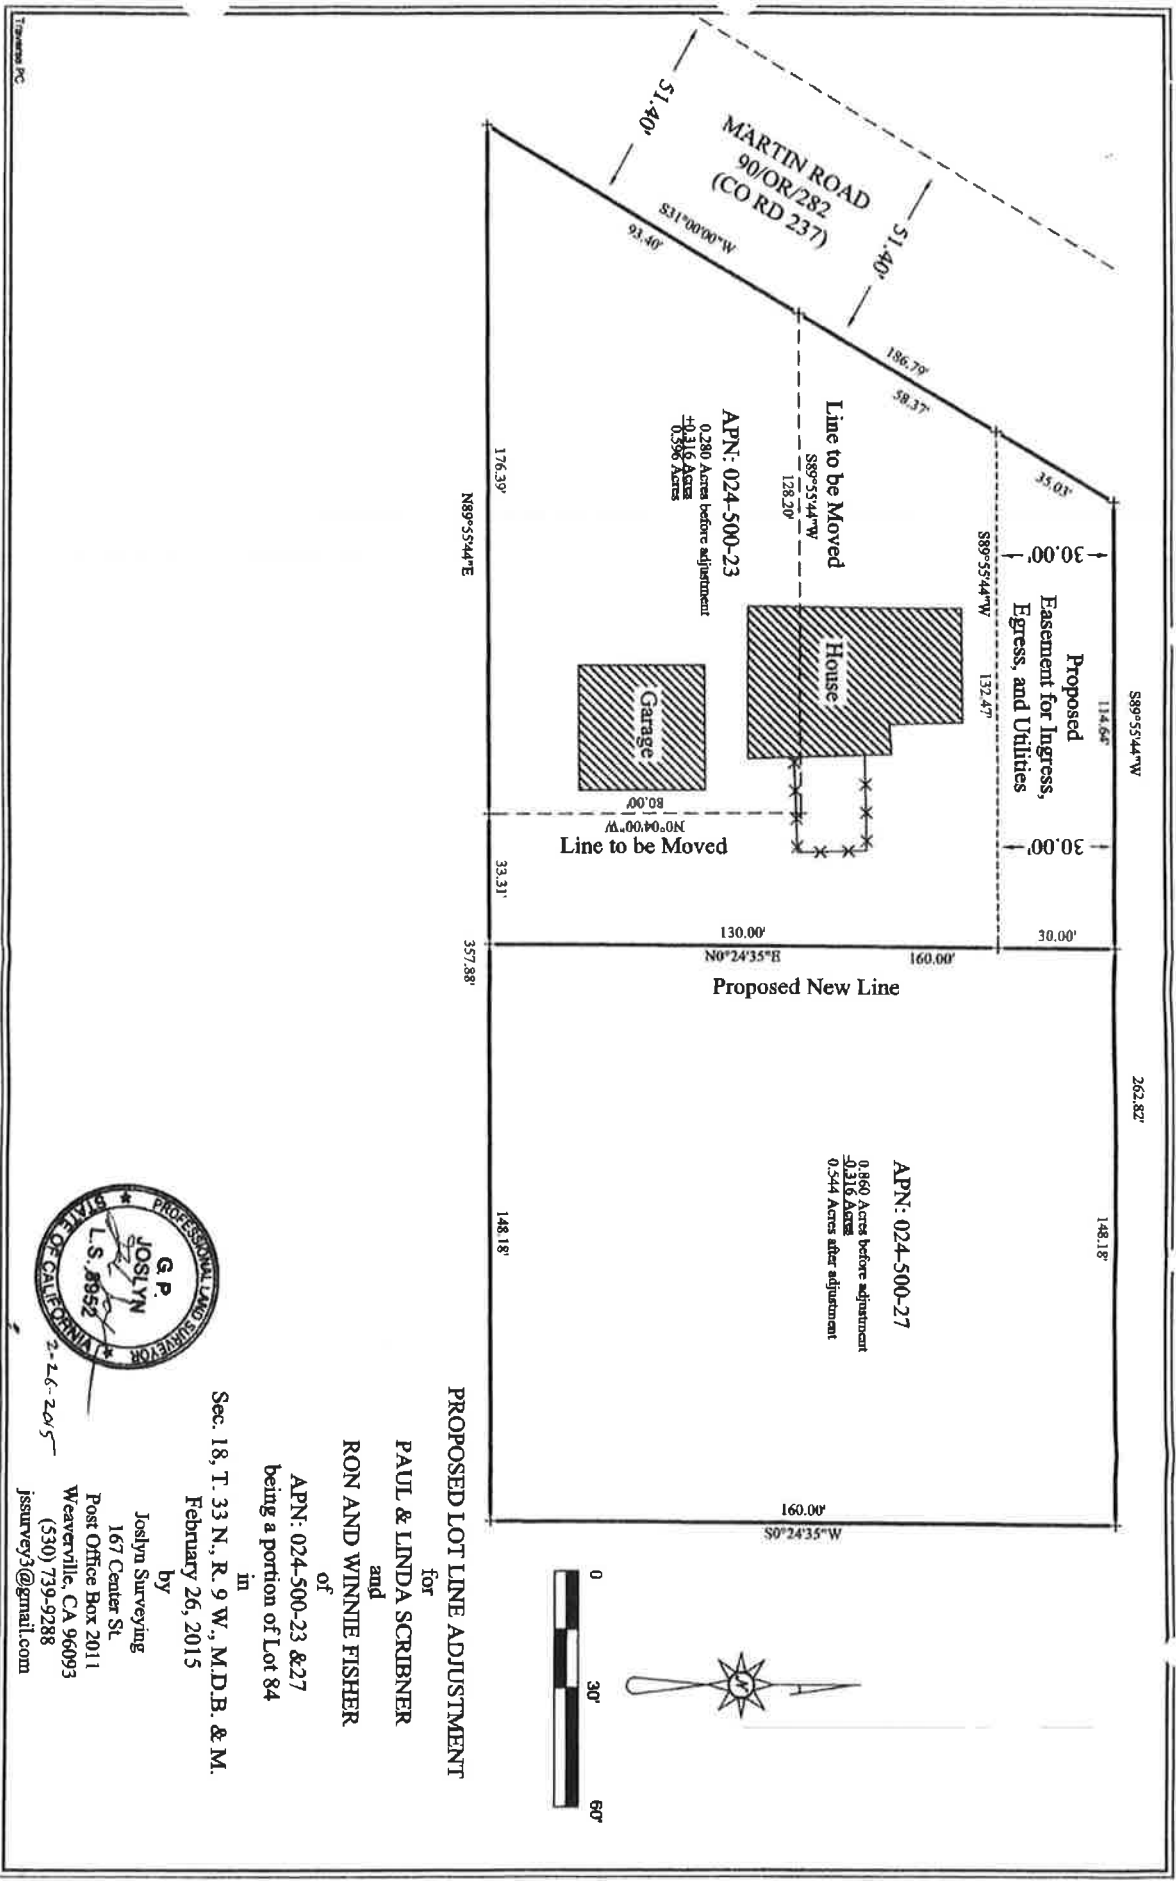 MARTIN ROAD
90/OR/282
(CO RD 237)
51.40'
51.40'
S31°00'00"W
93.40'
186.79'
58.37'
35.03'
S89°55'44"W
262.82'
114.64'
148.18'
30.00'
30.00'
Proposed
Easement for Ingress,
Egress, and Utilities
S89°55'44"W
132.47'
30.00'
Line to be Moved
S89°55'44"W
128.20'
House
Garage
APN: 024-500-23
0.280 Acres before adjustment
+0.316 Acres
0.596 Acres
80.00'
N0°04'00"W
Line to be Moved
130.00'
N0°24'35"E
160.00'
Proposed New Line
APN: 024-500-27
0.860 Acres before adjustment
-0.316 Acres
0.544 Acres after adjustment
160.00'
S0°24'35"W
176.39'
33.31'
148.18'
N89°55'44"E
357.88'
0
30'
60'
PROPOSED LOT LINE ADJUSTMENT
for
PAUL & LINDA SCRIBNER
and
RON AND WINNIE FISHER
of
APN: 024-500-23 &27
being a portion of Lot 84
in
Sec. 18, T. 33 N., R. 9 W., M.D.B. & M.
February 26, 2015
by
Joslyn Surveying
167 Center St.
Post Office Box 2011
Weaverville, CA 96093
(530) 739-9288
jssurvey3@gmail.com
PROFESSIONAL LAND SURVEYOR
G P.
JOSLYN
L.S. 8952
STATE OF CALIFORNIA
2-26-2015
Traverse PC